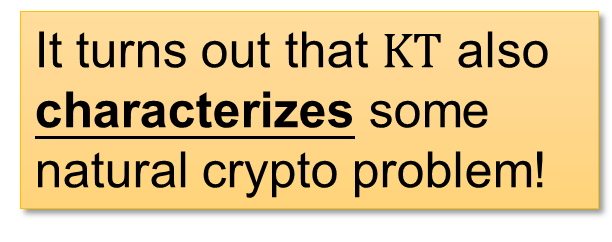 It turns out that KT also
characterizes some
natural crypto problem!